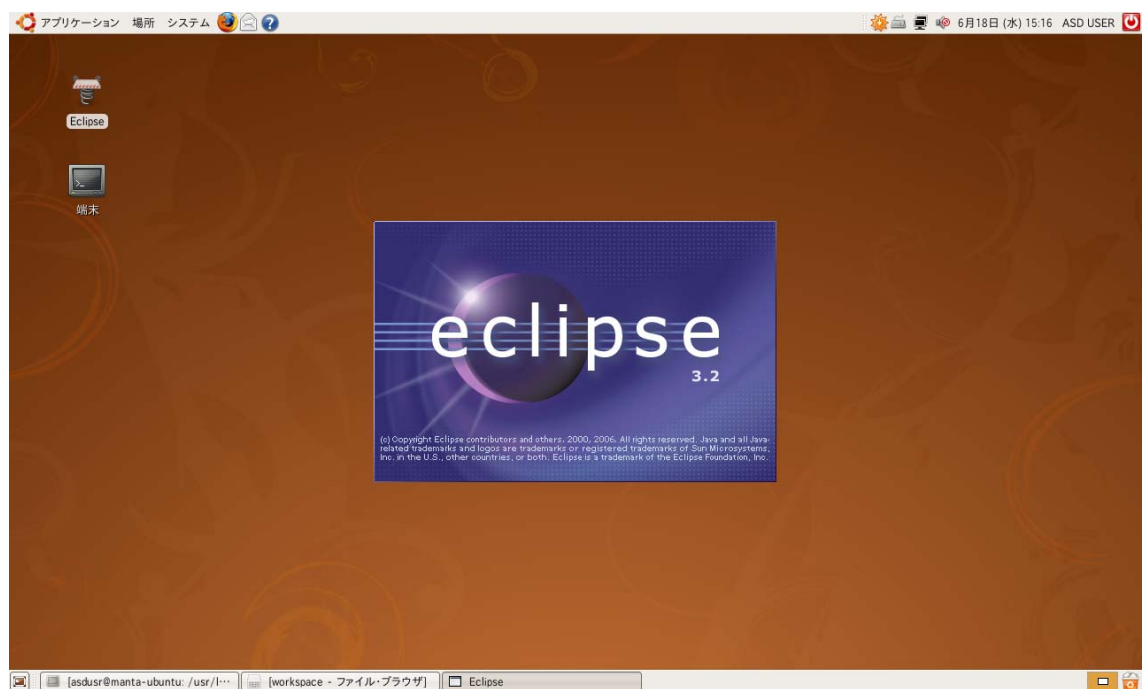 アプリケーション 場所 システム 6月18日 (水) 15:16 ASD USER
Eclipse
端末
eclipse
3.2
(c) Copyright Eclipse contributors and others. 2000, 2006. All rights reserved. Java and all Java-
related trademarks and logos are trademarks or registered trademarks of Sun Microsystems,
Inc. in the U.S., other countries, or both. Eclipse is a trademark of the Eclipse Foundation, Inc.
[asdusr@manta-ubuntu: /usr/l… [workspace - ファイル・ブラウザ] Eclipse